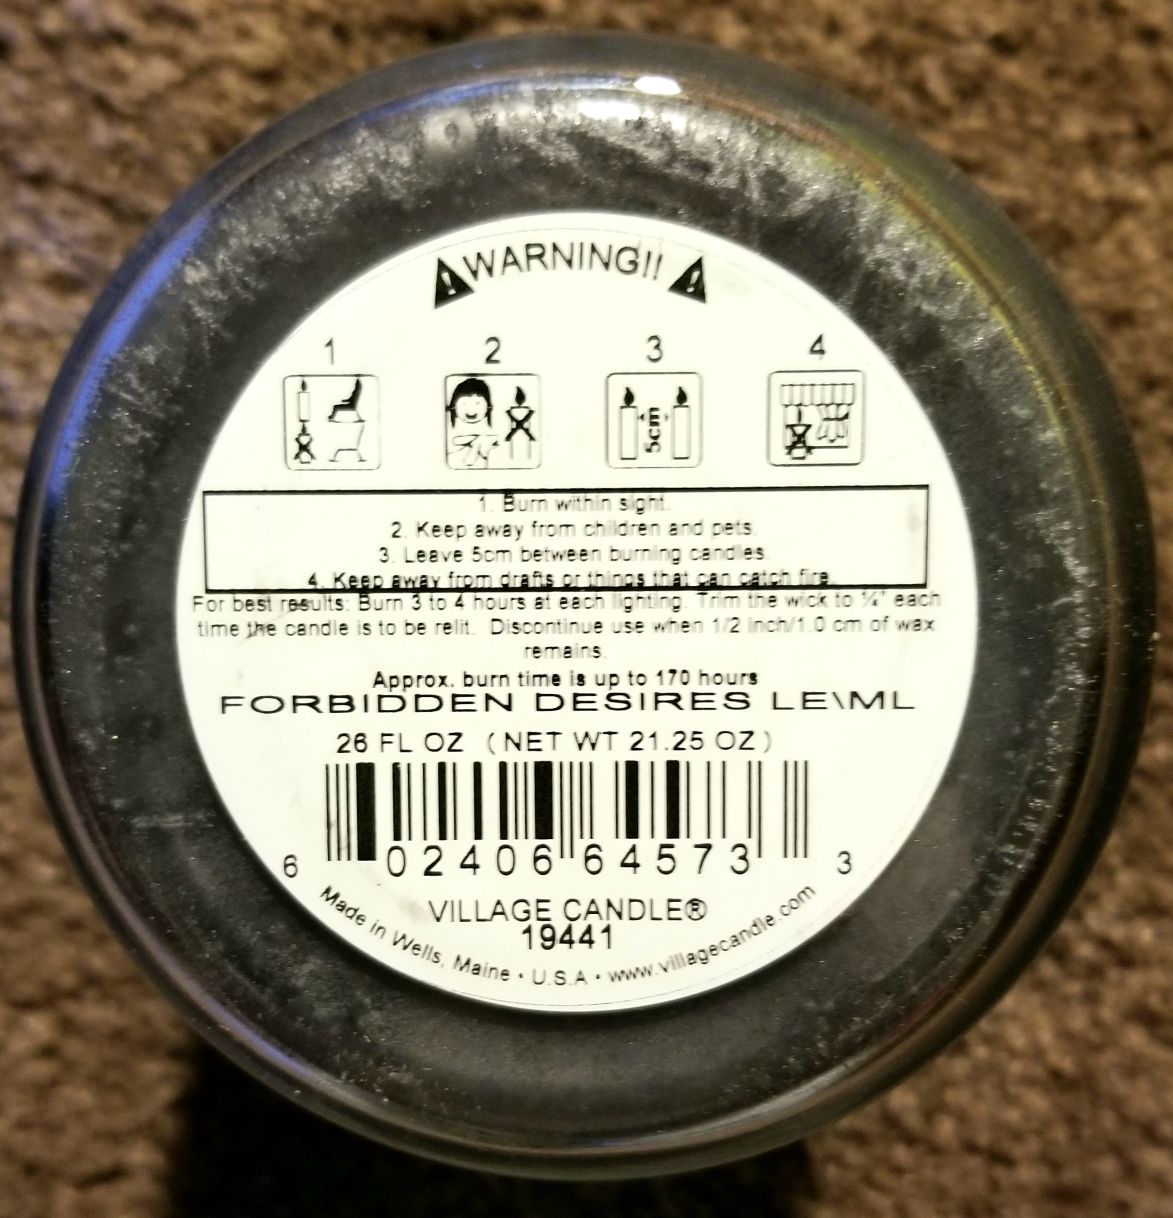 WARNING!!
1 2 3 4
5cm
1. Burn within sight.
2. Keep away from children and pets.
3. Leave 5cm between burning candles.
4. Keep away from drafts or things that can catch fire.
For best results: Burn 3 to 4 hours at each lighting. Trim the wick to ¼" each
time the candle is to be relit. Discontinue use when 1/2 inch/1.0 cm of wax
remains.
Approx. burn time is up to 170 hours
FORBIDDEN DESIRES LE\ML
26 FL OZ (NET WT 21.25 OZ)
6 02406 64573 3
VILLAGE CANDLE®
19441
Made in Wells, Maine • U.S.A • www.villagecandle.com